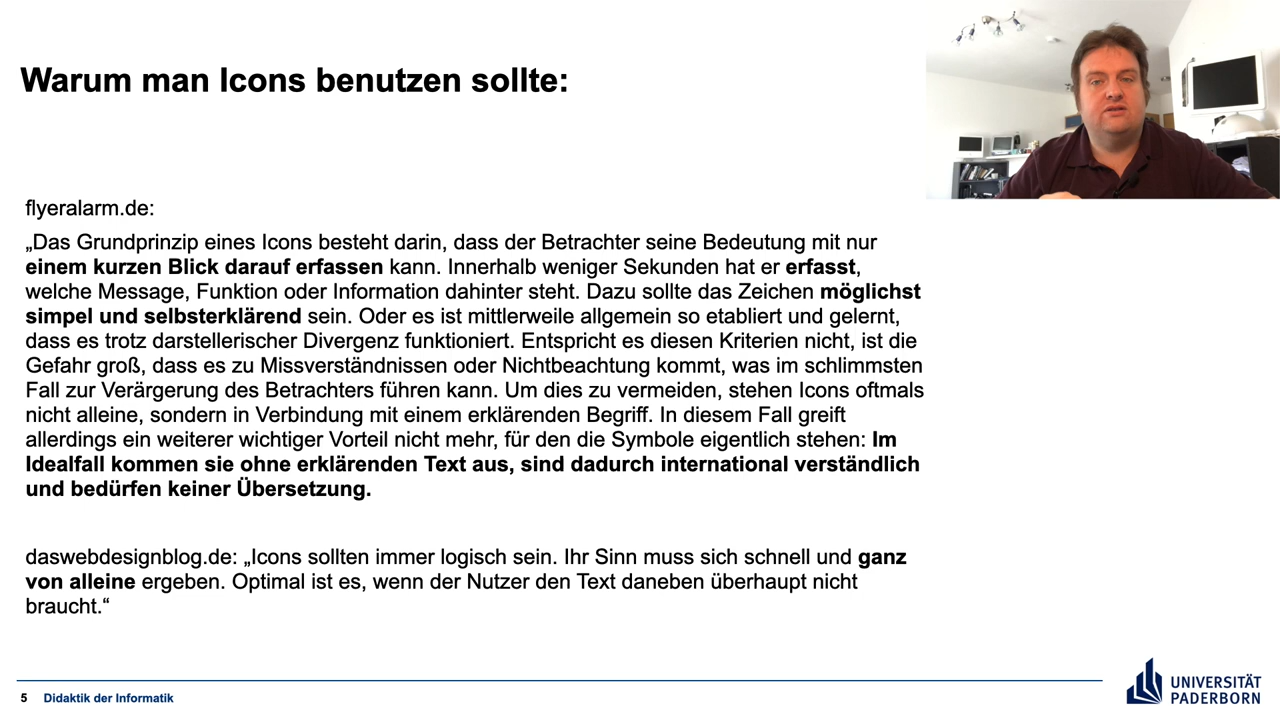 Warum man Icons benutzen sollte:
flyeralarm.de:
„Das Grundprinzip eines Icons besteht darin, dass der Betrachter seine Bedeutung mit nur
einem kurzen Blick darauf erfassen kann. Innerhalb weniger Sekunden hat er erfasst,
welche Message, Funktion oder Information dahinter steht. Dazu sollte das Zeichen möglichst
simpel und selbsterklärend sein. Oder es ist mittlerweile allgemein so etabliert und gelernt,
dass es trotz darstellerischer Divergenz funktioniert. Entspricht es diesen Kriterien nicht, ist die
Gefahr groß, dass es zu Missverständnissen oder Nichtbeachtung kommt, was im schlimmsten
Fall zur Verärgerung des Betrachters führen kann. Um dies zu vermeiden, stehen Icons oftmals
nicht alleine, sondern in Verbindung mit einem erklärenden Begriff. In diesem Fall greift
allerdings ein weiterer wichtiger Vorteil nicht mehr, für den die Symbole eigentlich stehen: Im
Idealfall kommen sie ohne erklärenden Text aus, sind dadurch international verständlich
und bedürfen keiner Übersetzung.
daswebdesignblog.de: „Icons sollten immer logisch sein. Ihr Sinn muss sich schnell und ganz
von alleine ergeben. Optimal ist es, wenn der Nutzer den Text daneben überhaupt nicht
braucht.“
5 Didaktik der Informatik
UNIVERSITÄT
PADERBORN